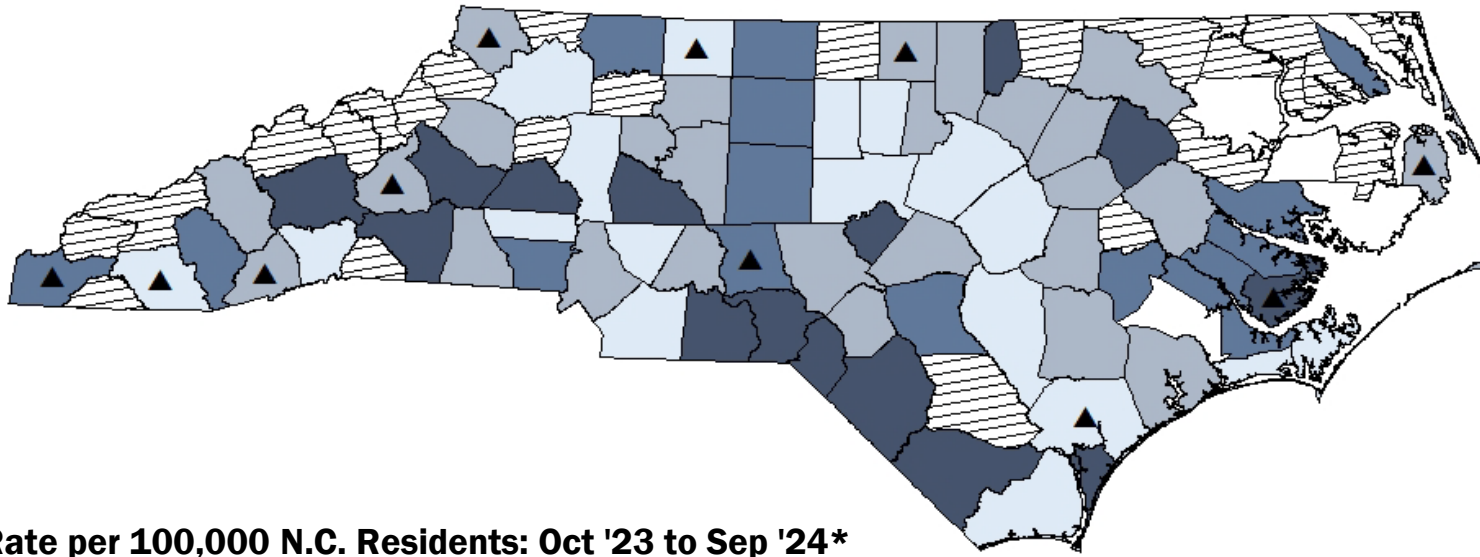 Rate per 100,000 N.C. Residents: Oct '23 to Sep '24*